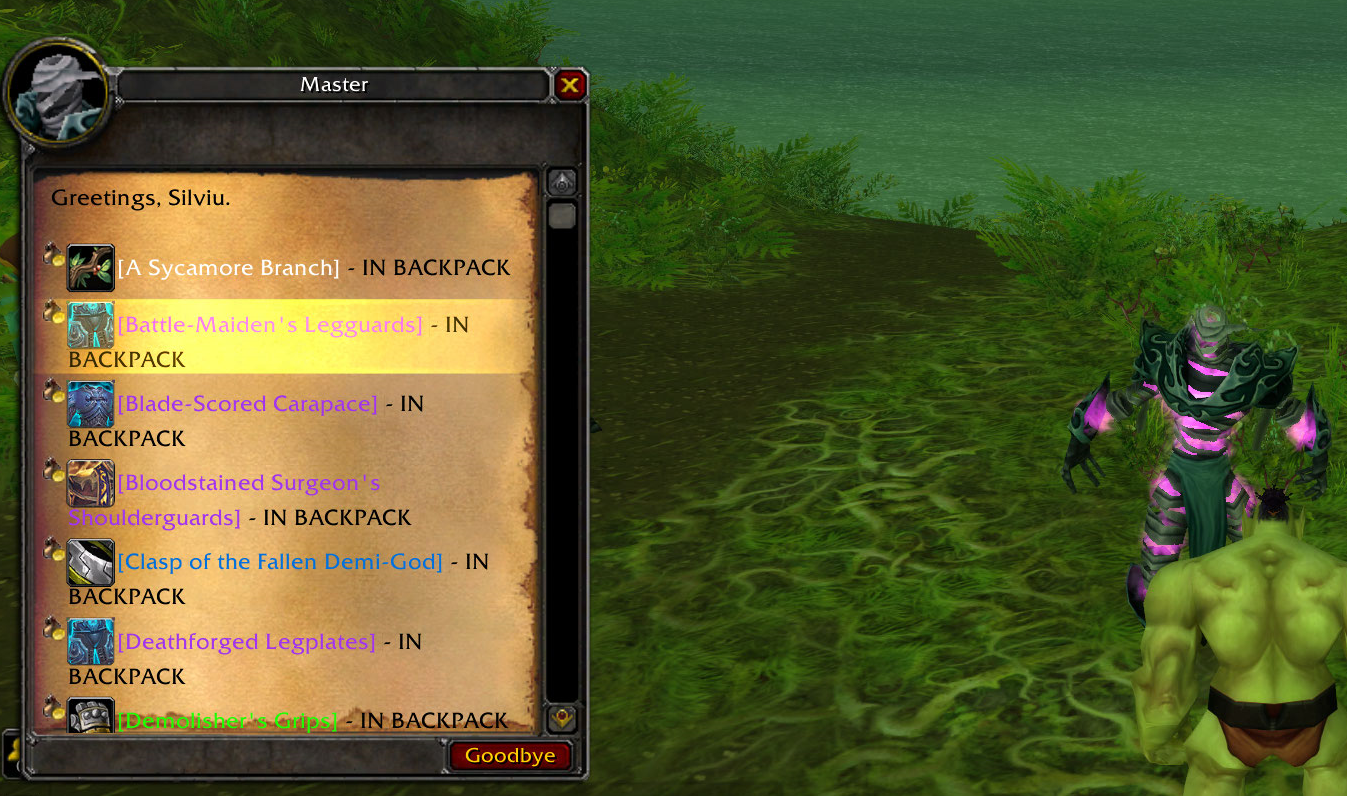 Master
Greetings, Silviu.
[A Sycamore Branch] - IN BACKPACK
[Battle-Maiden's Legguards] - IN
BACKPACK
[Blade-Scored Carapace] - IN
BACKPACK
[Bloodstained Surgeon's
Shoulderguards] - IN BACKPACK
[Clasp of the Fallen Demi-God] - IN
BACKPACK
[Deathforged Legplates] - IN
BACKPACK
[Demolisher's Grips] - IN BACKPACK
Goodbye